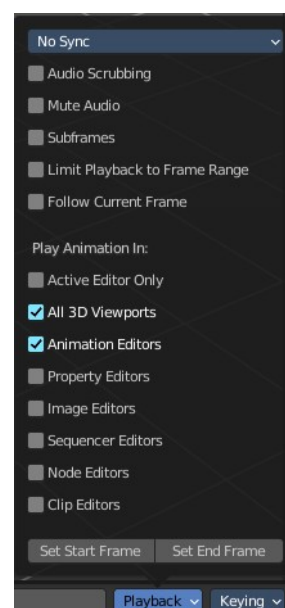 No Sync
Audio Scrubbing
Mute Audio
Subframes
Limit Playback to Frame Range
Follow Current Frame
Play Animation In:
Active Editor Only
All 3D Viewports
Animation Editors
Property Editors
Image Editors
Sequencer Editors
Node Editors
Clip Editors
Set Start Frame Set End Frame
Playback Keying